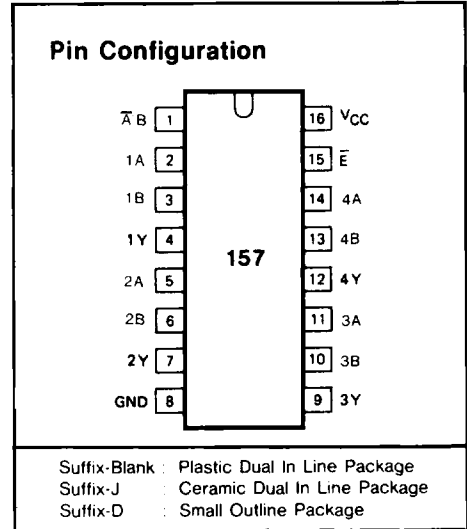 Pin Configuration
A̅ B 1 16 VCC
1A 2 15 E̅
1B 3 14 4A
1Y 4 13 4B
157
2A 5 12 4Y
2B 6 11 3A
2Y 7 10 3B
GND 8 9 3Y
Suffix-Blank : Plastic Dual In Line Package
Suffix-J : Ceramic Dual In Line Package
Suffix-D : Small Outline Package